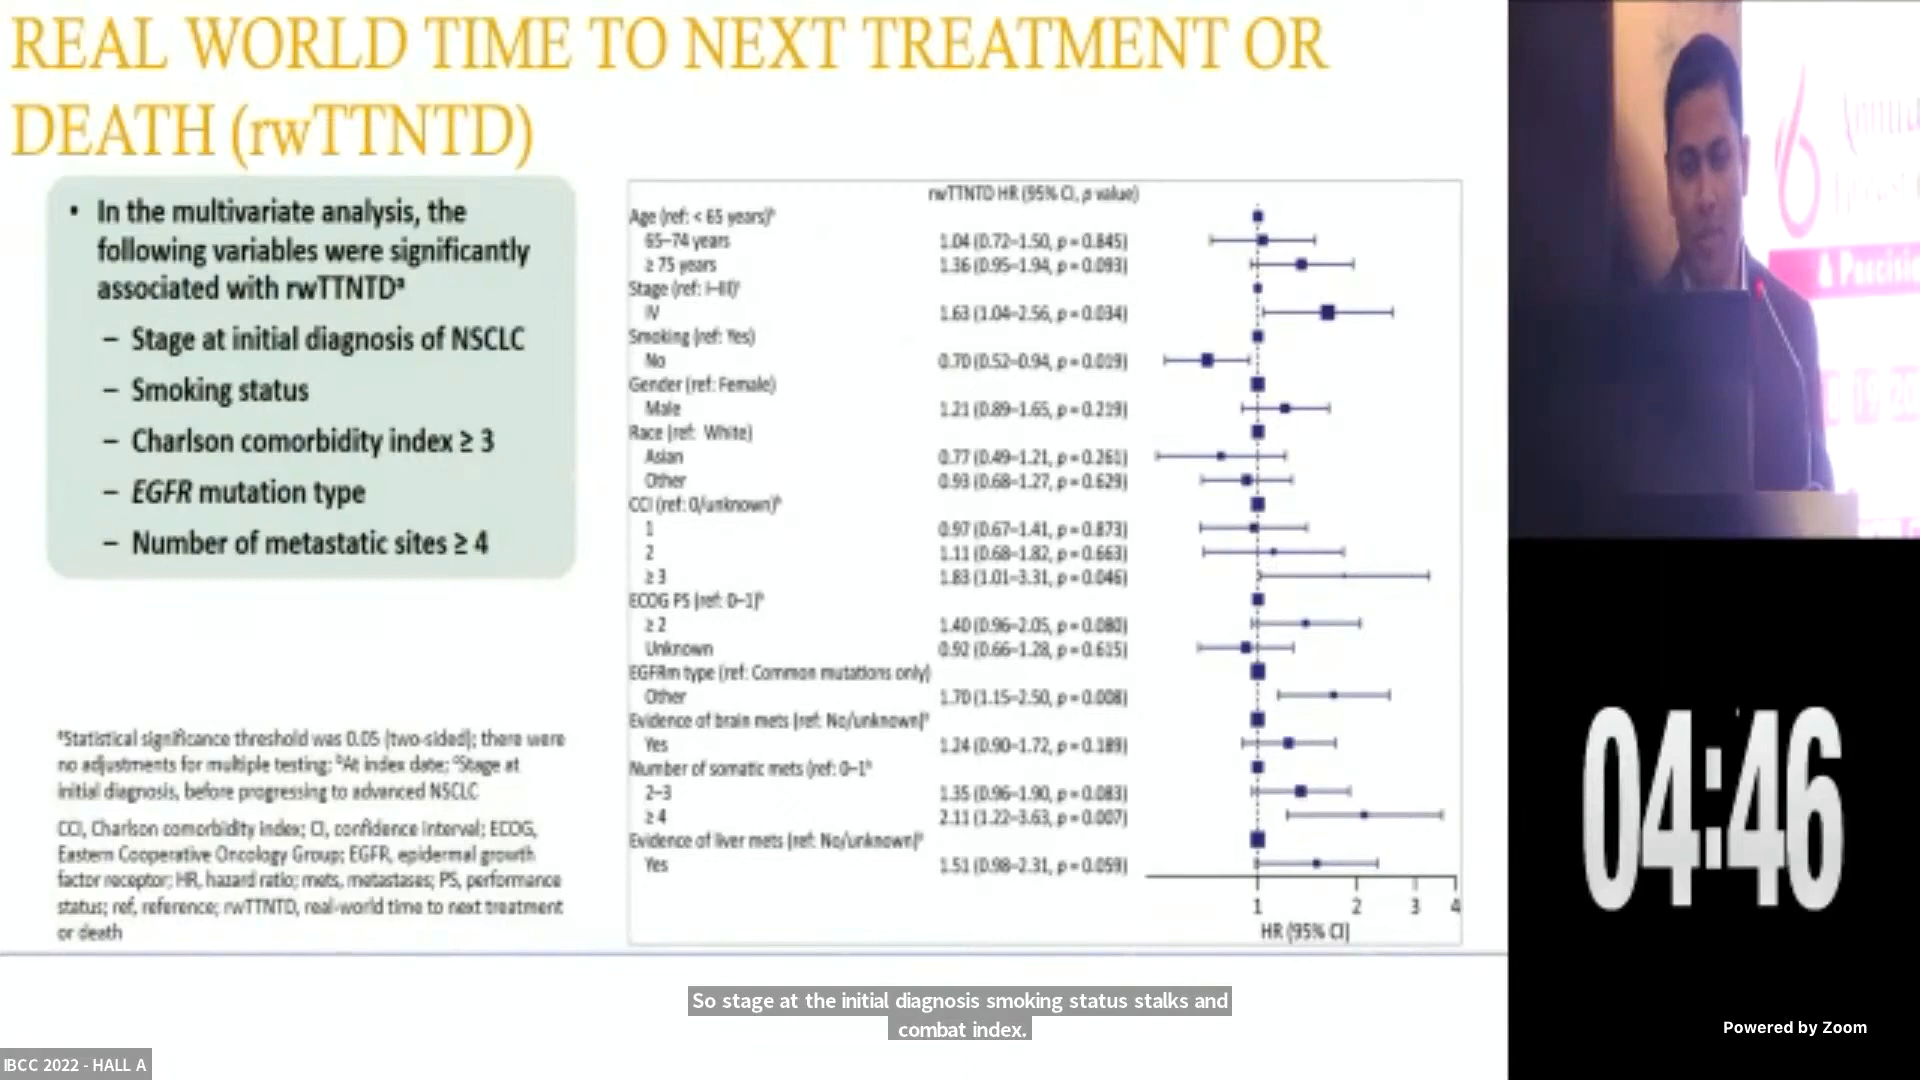 REAL WORLD TIME TO NEXT TREATMENT OR
DEATH (rwTTNTD)
• In the multivariate analysis, the
following variables were significantly
associated with rwTTNTDᵃ
– Stage at initial diagnosis of NSCLC
– Smoking status
– Charlson comorbidity index ≥ 3
– EGFR mutation type
– Number of metastatic sites ≥ 4
ᵃStatistical significance threshold was 0.05 (two-sided); there were
no adjustments for multiple testing; ᵇAt index date; ᶜStage at
initial diagnosis, before progressing to advanced NSCLC
CCI, Charlson comorbidity index; CI, confidence interval; ECOG,
Eastern Cooperative Oncology Group; EGFR, epidermal growth
factor receptor; HR, hazard ratio; mets, metastases; PS, performance
status; ref, reference; rwTTNTD, real-world time to next treatment
or death
rwTTNTD HR (95% CI, p value)
Age (ref: < 65 years)ᵇ
65–74 years 1.04 (0.72–1.50, p = 0.845)
≥ 75 years 1.36 (0.95–1.94, p = 0.093)
Stage (ref: I–III)ᶜ
IV 1.63 (1.04–2.56, p = 0.034)
Smoking (ref: Yes)
No 0.70 (0.52–0.94, p = 0.019)
Gender (ref: Female)
Male 1.21 (0.89–1.65, p = 0.219)
Race (ref: White)
Asian 0.77 (0.49–1.21, p = 0.261)
Other 0.93 (0.68–1.27, p = 0.629)
CCI (ref: 0/unknown)ᵇ
1 0.97 (0.67–1.41, p = 0.873)
2 1.11 (0.68–1.82, p = 0.663)
≥ 3 1.83 (1.01–3.31, p = 0.046)
ECOG PS (ref: 0–1)ᵇ
≥ 2 1.40 (0.96–2.05, p = 0.080)
Unknown 0.92 (0.66–1.28, p = 0.615)
EGFRm type (ref: Common mutations only)
Other 1.70 (1.15–2.50, p = 0.008)
Evidence of brain mets (ref: No/unknown)ᵇ
Yes 1.24 (0.90–1.72, p = 0.189)
Number of somatic mets (ref: 0–1ᵇ
2–3 1.35 (0.96–1.90, p = 0.083)
≥ 4 2.11 (1.22–3.63, p = 0.007)
Evidence of liver mets (ref: No/unknown)ᵇ
Yes 1.51 (0.98–2.31, p = 0.059)
1 2 3 4
HR (95% CI)
So stage at the initial diagnosis smoking status stalks and
combat index.
IBCC 2022 - HALL A
6
A Precisi
04:46
Powered by Zoom